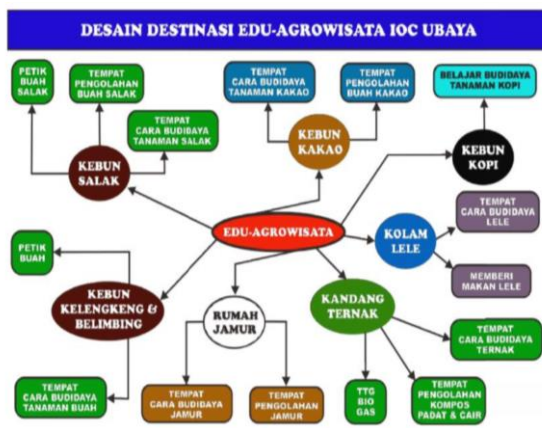 DESAIN DESTINASI EDU-AGROWISATA IOC UBAYA
PETIK
BUAH
SALAK
TEMPAT
PENGOLAHAN
BUAH SALAK
TEMPAT
CARA BUDIDAYA
TANAMAN SALAK
KEBUN
SALAK
TEMPAT
CARA BUDIDAYA
TANAMAN KAKAO
TEMPAT
PENGOLAHAN
BUAH KAKAO
KEBUN
KAKAO
BELAJAR BUDIDAYA
TANAMAN KOPI
KEBUN
KOPI
EDU-AGROWISATA
KOLAM
LELE
TEMPAT
CARA BUDIDAYA
LELE
MEMBERI
MAKAN LELE
PETIK
BUAH
KEBUN
KELENGKENG &
BELIMBING
RUMAH
JAMUR
KANDANG
TERNAK
TEMPAT
CARA BUDIDAYA
TERNAK
TEMPAT
CARA BUDIDAYA
TANAMAN BUAH
TEMPAT
CARA BUDIDAYA
JAMUR
TEMPAT
PENGOLAHAN
JAMUR
TTG
BIO
GAS
TEMPAT
PENGOLAHAN
KOMPOS
PADAT & CAIR